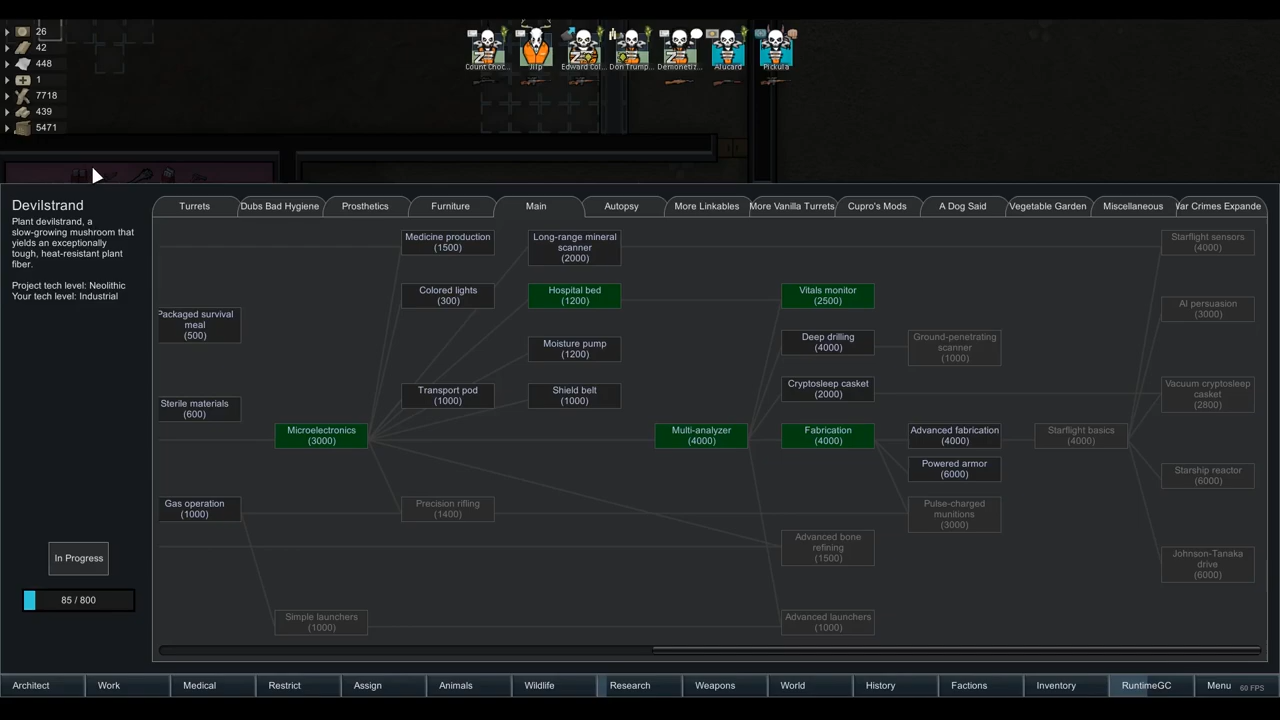 26
42
448
1
7718
439
5471
Count Choc...
Jilp
Edward Col...
Don Trump...
Demonetiz...
Alucard
Pickula
Devilstrand
Plant devilstrand, a
slow-growing mushroom that
yields an exceptionally
tough, heat-resistant plant
fiber.
Project tech level: Neolithic
Your tech level: Industrial
In Progress
85 / 800
Turrets
Dubs Bad Hygiene
Prosthetics
Furniture
Main
Autopsy
More Linkables
More Vanilla Turrets
Cupro's Mods
A Dog Said
Vegetable Garden
Miscellaneous
Var Crimes Expande
Medicine production
(1500)
Long-range mineral
scanner
(2000)
Starflight sensors
(4000)
Colored lights
(300)
Hospital bed
(1200)
Vitals monitor
(2500)
AI persuasion
(3000)
Packaged survival
meal
(500)
Moisture pump
(1200)
Deep drilling
(4000)
Ground-penetrating
scanner
(1000)
Sterile materials
(600)
Transport pod
(1000)
Shield belt
(1000)
Cryptosleep casket
(2000)
Vacuum cryptosleep
casket
(2800)
Microelectronics
(3000)
Multi-analyzer
(4000)
Fabrication
(4000)
Advanced fabrication
(4000)
Starflight basics
(4000)
Powered armor
(6000)
Starship reactor
(6000)
Gas operation
(1000)
Precision rifling
(1400)
Pulse-charged
munitions
(3000)
Advanced bone
refining
(1500)
Johnson-Tanaka
drive
(6000)
Simple launchers
(1000)
Advanced launchers
(1000)
Architect
Work
Medical
Restrict
Assign
Animals
Wildlife
Research
Weapons
World
History
Factions
Inventory
RuntimeGC
Menu
60 FPS